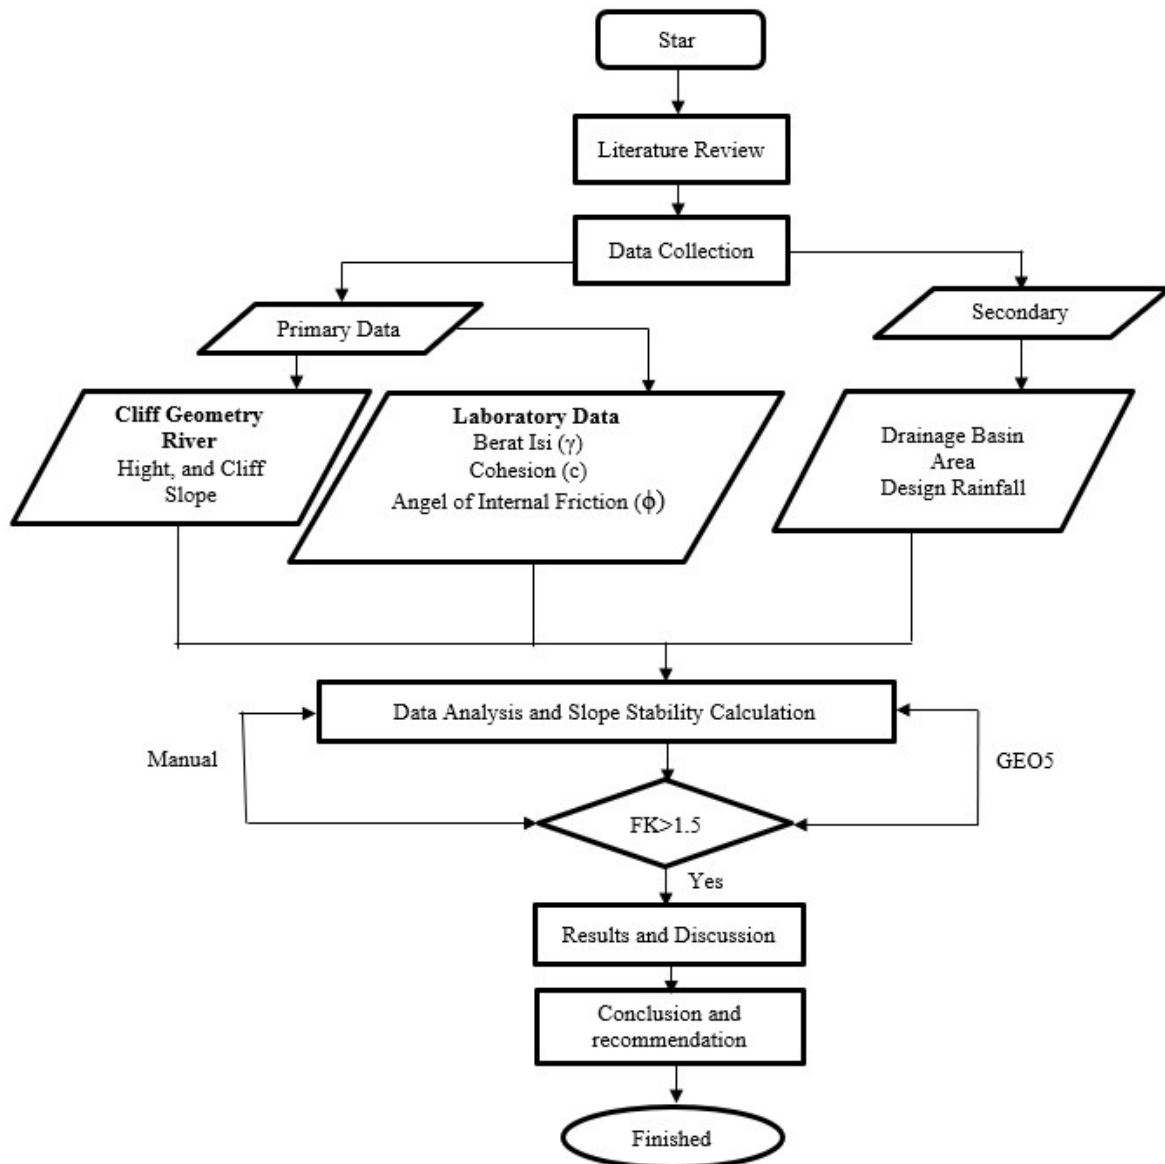 Star
Literature Review
Data Collection
Primary Data
Secondary
Cliff Geometry
River
Hight, and Cliff
Slope
Laboratory Data
Berat Isi (γ)
Cohesion (c)
Angel of Internal Friction (ϕ)
Drainage Basin
Area
Design Rainfall
Data Analysis and Slope Stability Calculation
Manual
GEO5
FK>1.5
Yes
Results and Discussion
Conclusion and
recommendation
Finished